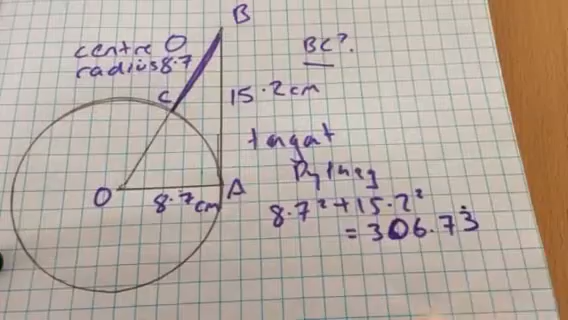 B
centre O
radius 8.7
BC?
C
15.2cm
tangat
Pythag
O
8.7cm
A
8.7² + 15.2²
= 306.73